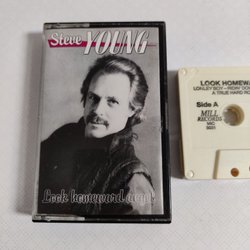 Steve YOUNG
Look homeward angel
LOOK HOMEWA
LONLEY BOY - RIDIN' DO
A TRUE HARD RO
Side A
MILL
RECORDS